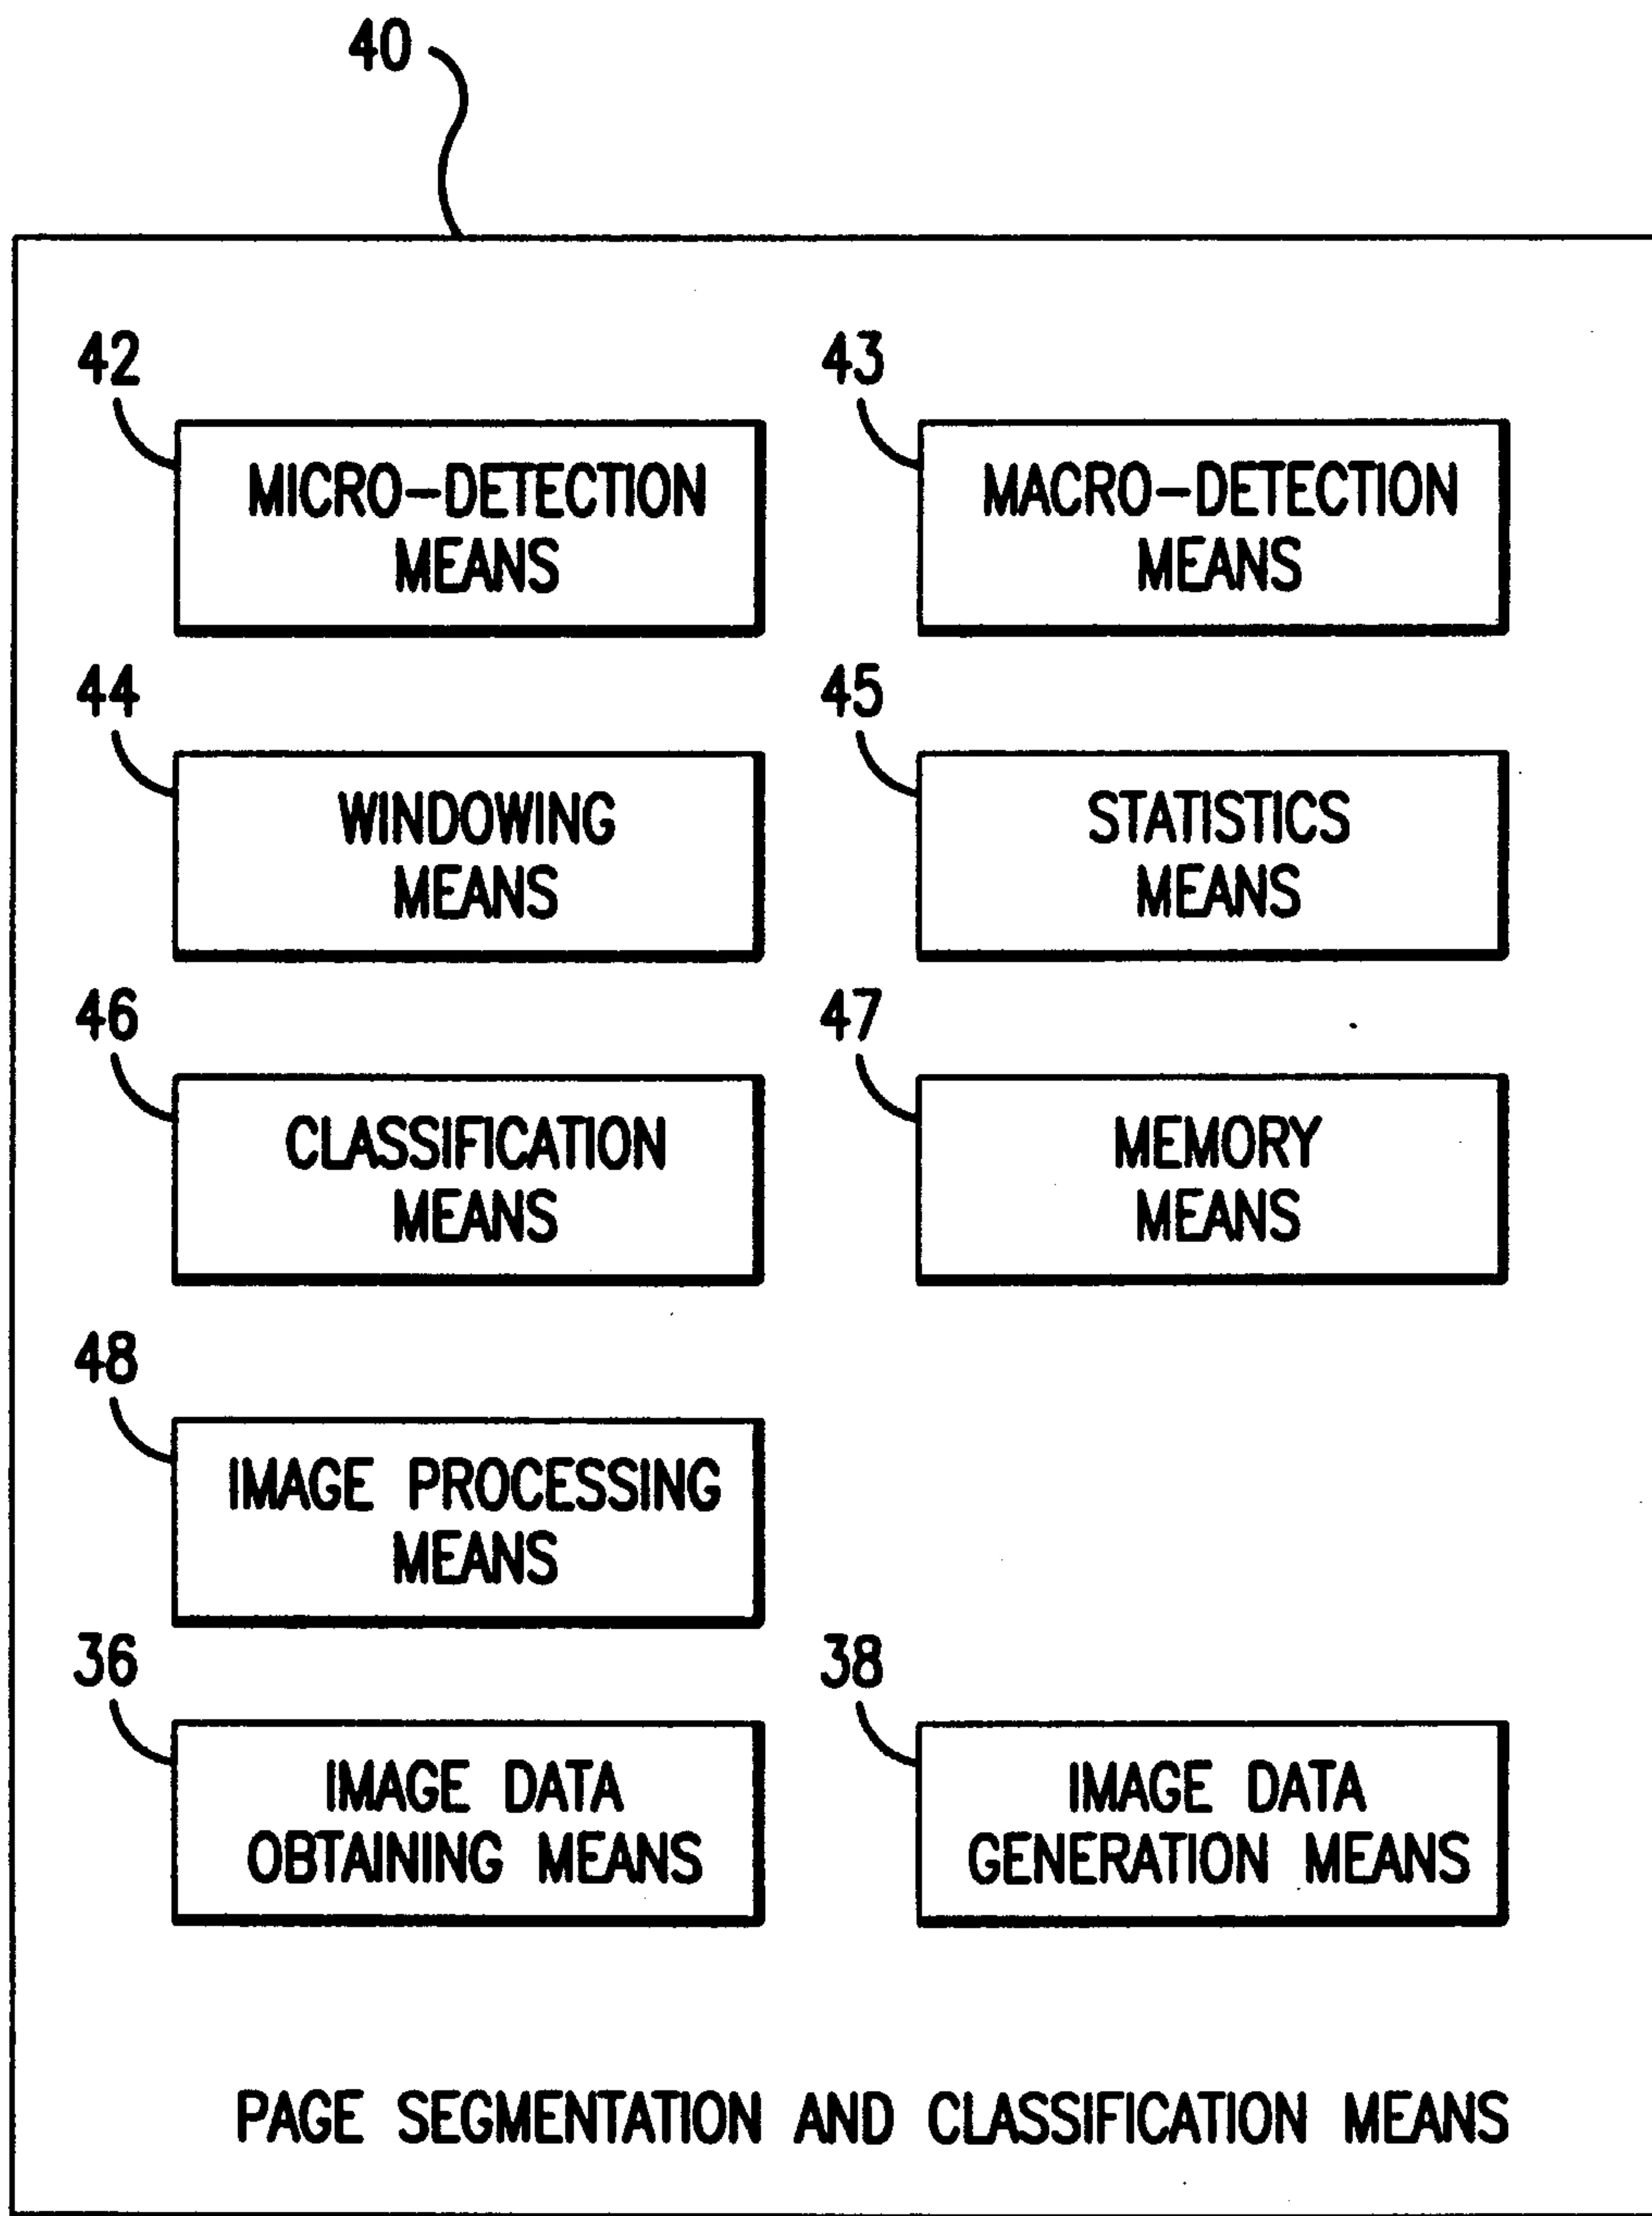 40
42
MICRO-DETECTION
MEANS
43
MACRO-DETECTION
MEANS
44
WINDOWING
MEANS
45
STATISTICS
MEANS
46
CLASSIFICATION
MEANS
47
MEMORY
MEANS
48
IMAGE PROCESSING
MEANS
36
IMAGE DATA
OBTAINING MEANS
38
IMAGE DATA
GENERATION MEANS
PAGE SEGMENTATION AND CLASSIFICATION MEANS